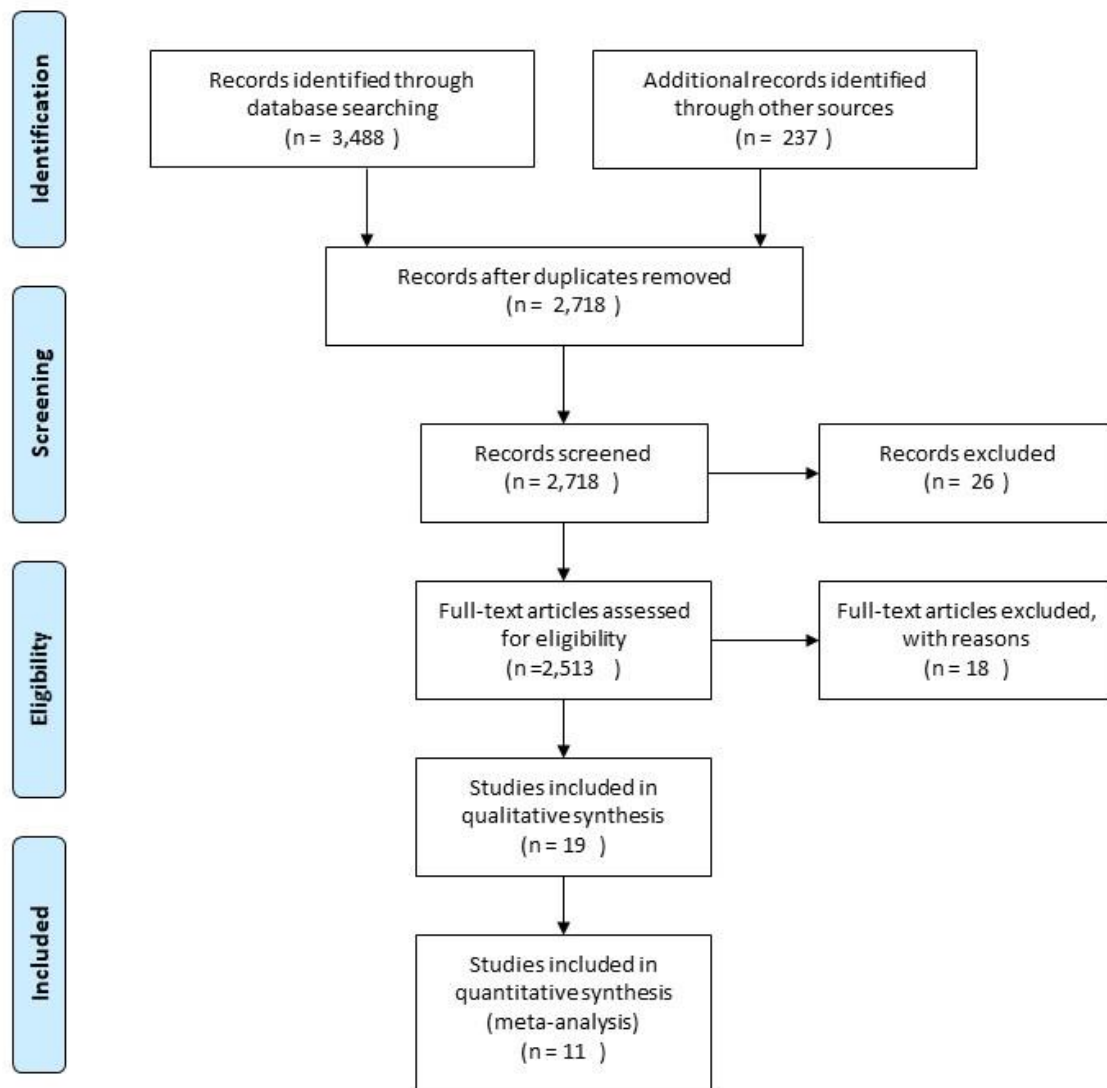 Identification
Records identified through
database searching
(n = 3,488 )
Additional records identified
through other sources
(n = 237 )
Records after duplicates removed
(n = 2,718 )
Screening
Records screened
(n = 2,718 )
Records excluded
(n = 26 )
Eligibility
Full-text articles assessed
for eligibility
(n =2,513 )
Full-text articles excluded,
with reasons
(n = 18 )
Studies included in
qualitative synthesis
(n = 19 )
Included
Studies included in
quantitative synthesis
(meta-analysis)
(n = 11 )